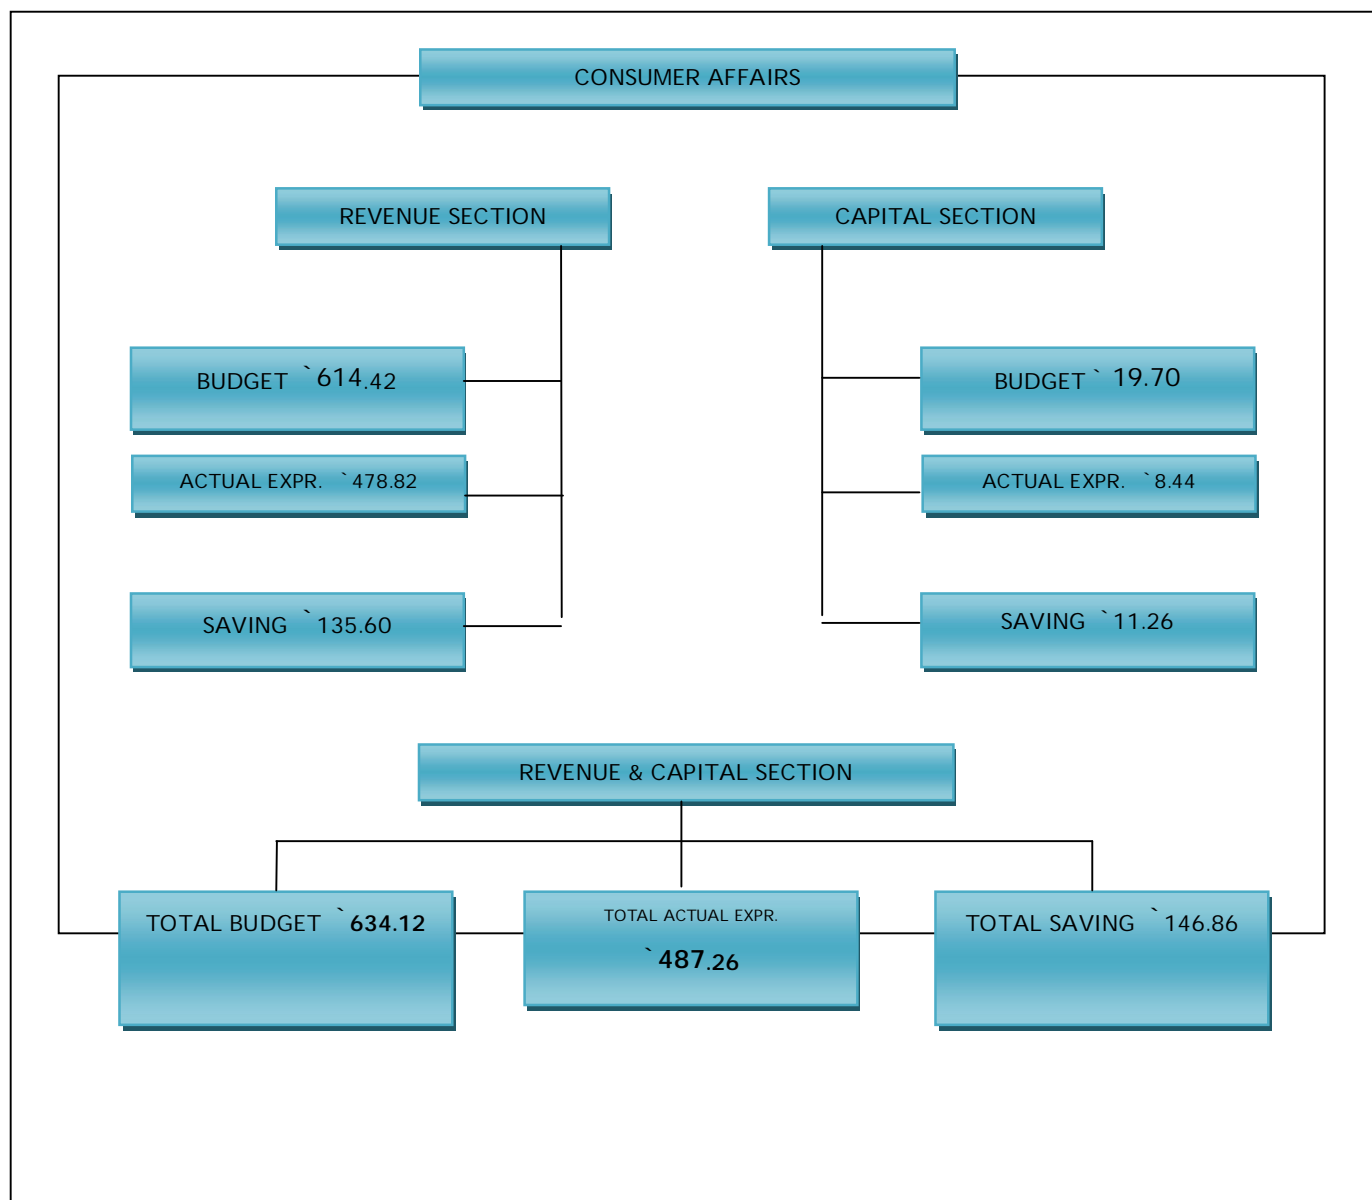 CONSUMER AFFAIRS
REVENUE SECTION
CAPITAL SECTION
BUDGET `614.42
BUDGET ` 19.70
ACTUAL EXPR. `478.82
ACTUAL EXPR. `8.44
SAVING `135.60
SAVING `11.26
REVENUE & CAPITAL SECTION
TOTAL BUDGET `634.12
TOTAL ACTUAL EXPR.
`487.26
TOTAL SAVING `146.86